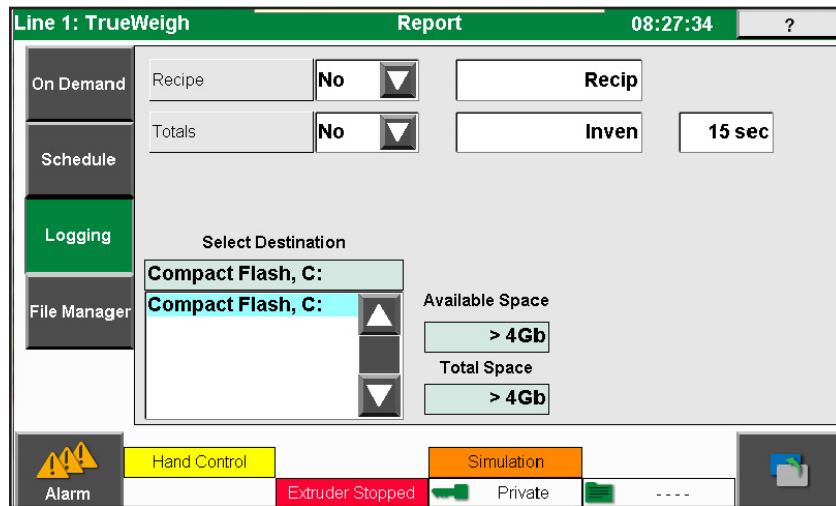 Line 1: TrueWeigh Report 08:27:34 ?
On Demand
Recipe No Recip
Totals No Inven 15 sec
Schedule
Logging
Select Destination
Compact Flash, C:
File Manager
Compact Flash, C:
Available Space
> 4Gb
Total Space
> 4Gb
Hand Control Simulation
Alarm Extruder Stopped Private ----